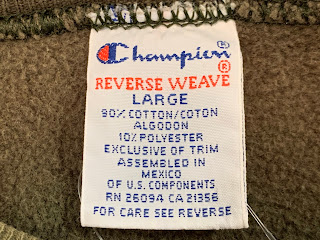 Champion
®
REVERSE WEAVE
LARGE
90% COTTON/COTON
ALGODON
10% POLYESTER
EXCLUSIVE OF TRIM
ASSEMBLED IN
MEXICO
OF U.S. COMPONENTS
RN 26094 CA 21356
FOR CARE SEE REVERSE